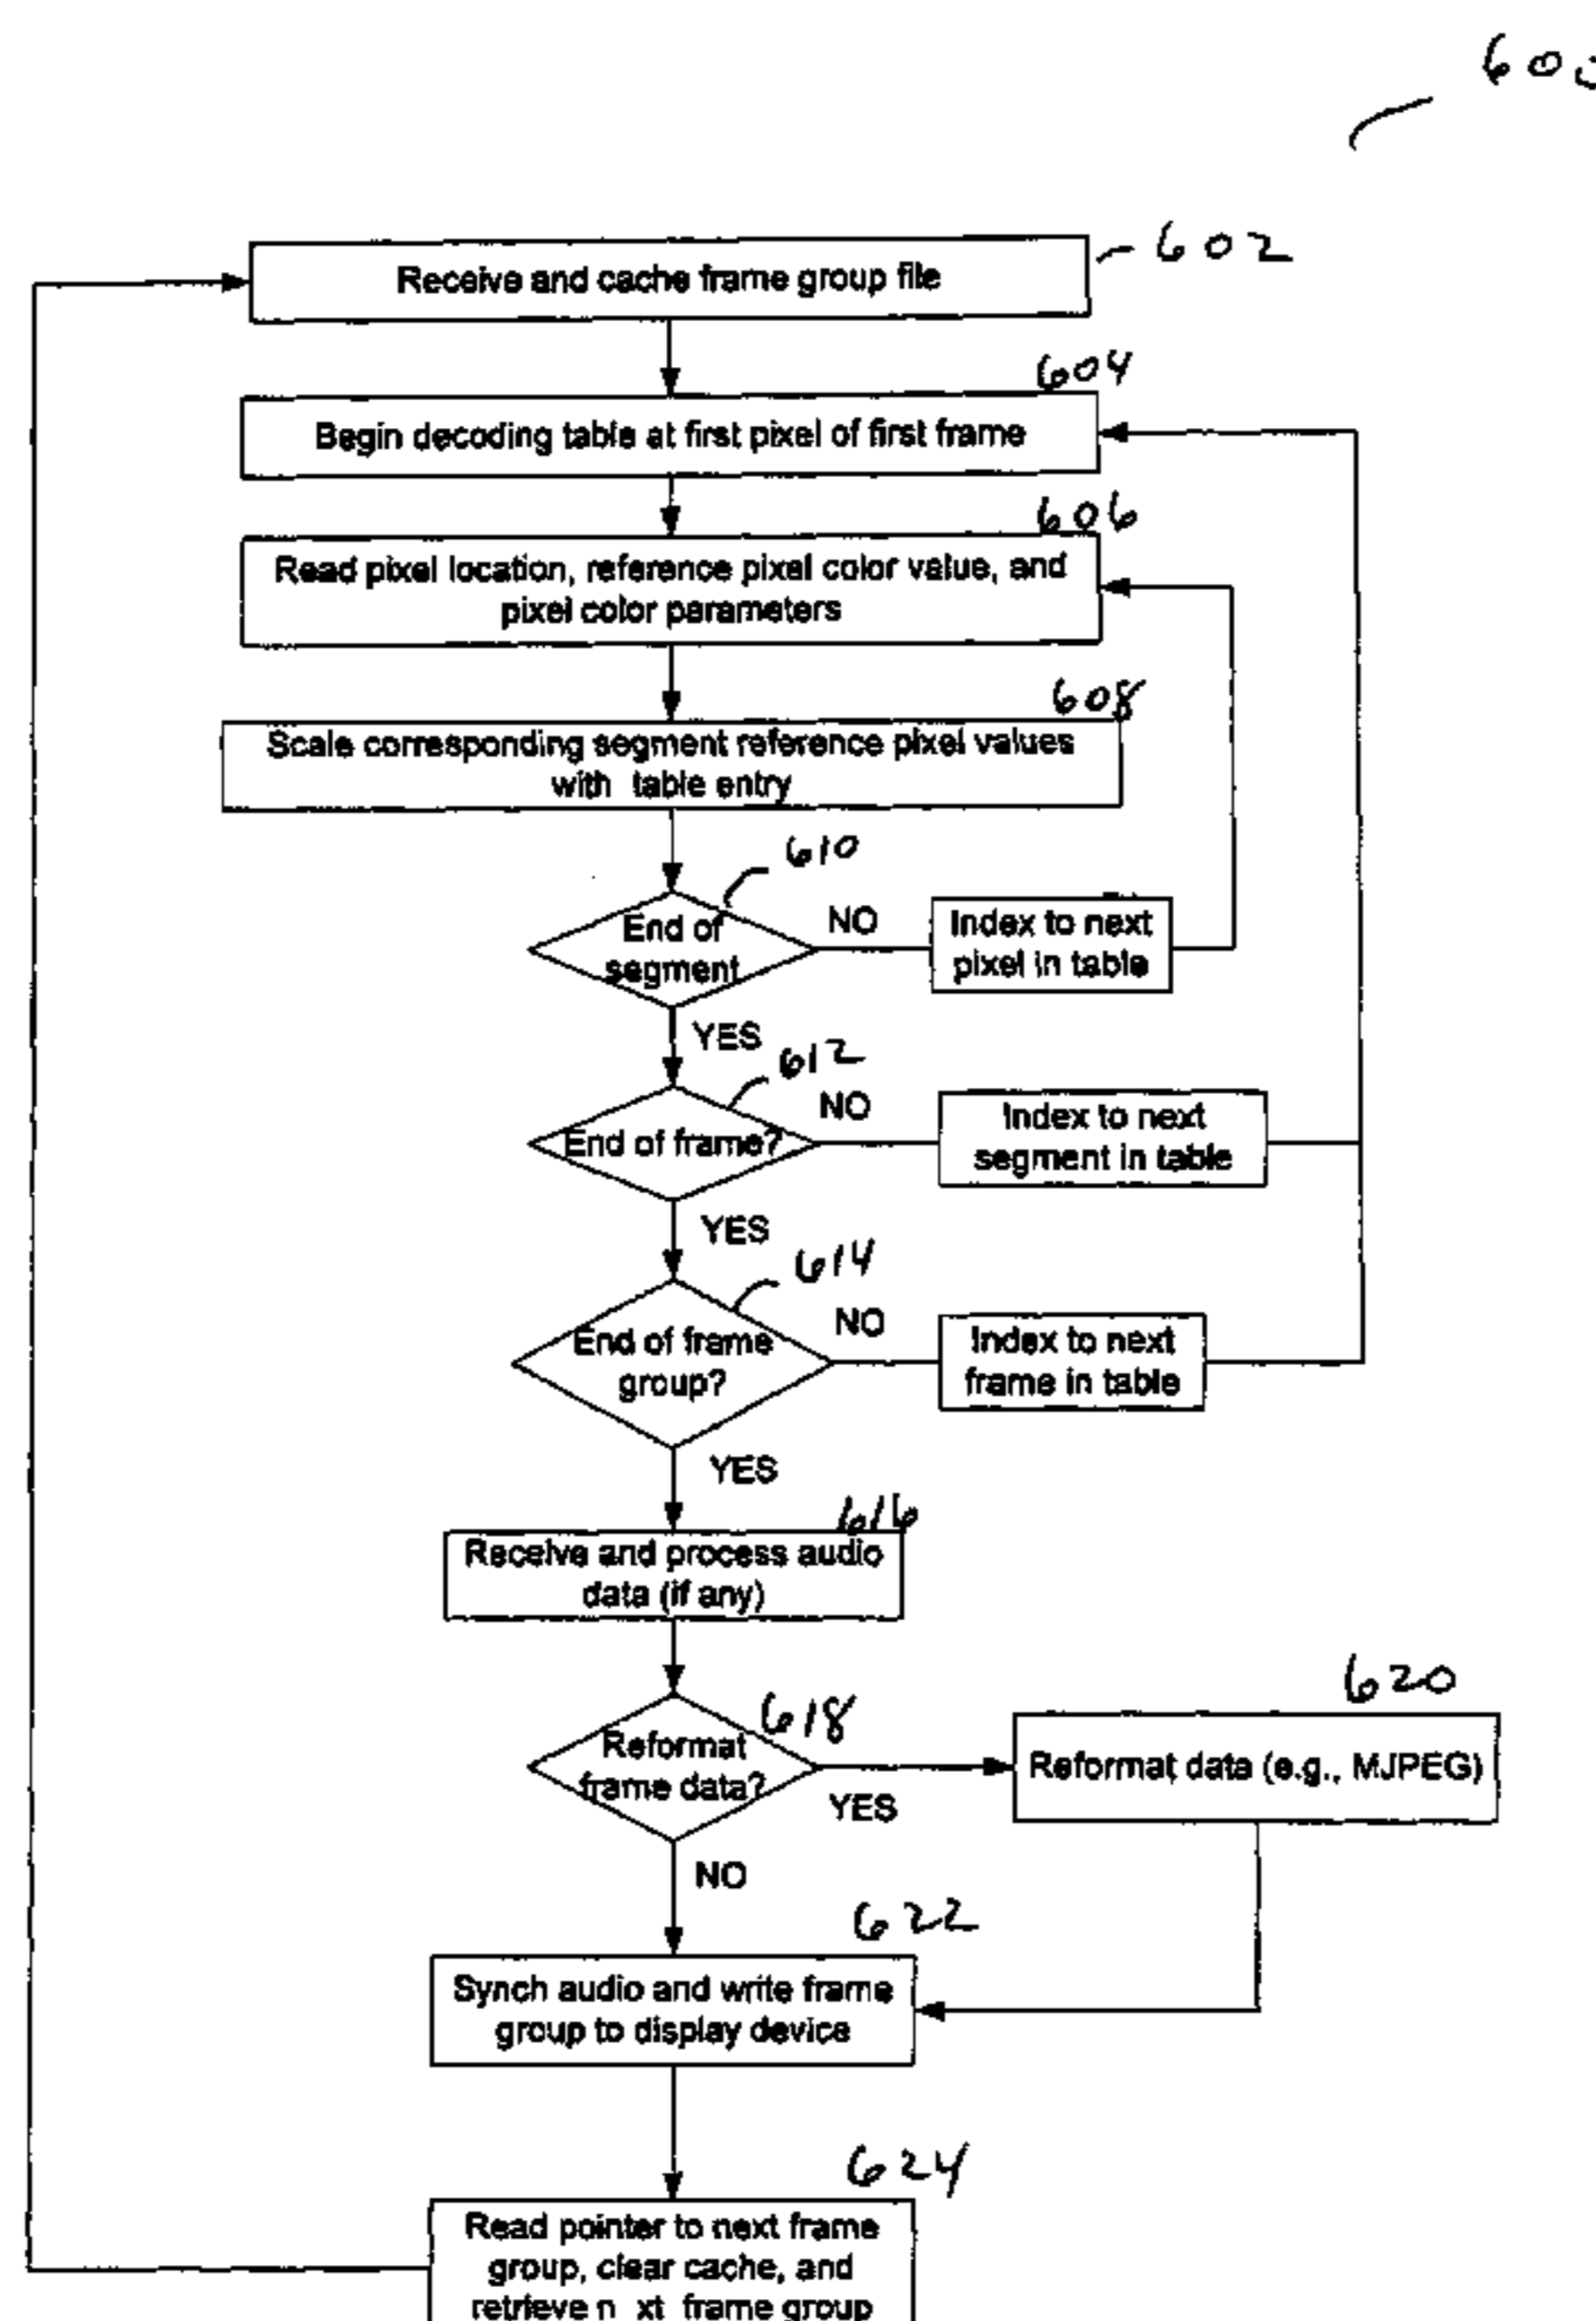 600
602
Receive and cache frame group file
604
Begin decoding table at first pixel of first frame
606
Read pixel location, reference pixel color value, and
pixel color parameters
608
Scale corresponding segment reference pixel values
with table entry
610
End of
segment
NO
Index to next
pixel in table
YES
612
End of frame?
NO
Index to next
segment in table
YES
614
End of frame
group?
NO
Index to next
frame in table
YES
616
Receive and process audio
data (if any)
618
Reformat
frame data?
YES
620
Reformat data (e.g., MJPEG)
NO
622
Synch audio and write frame
group to display device
624
Read pointer to next frame
group, clear cache, and
retrieve n xt frame group